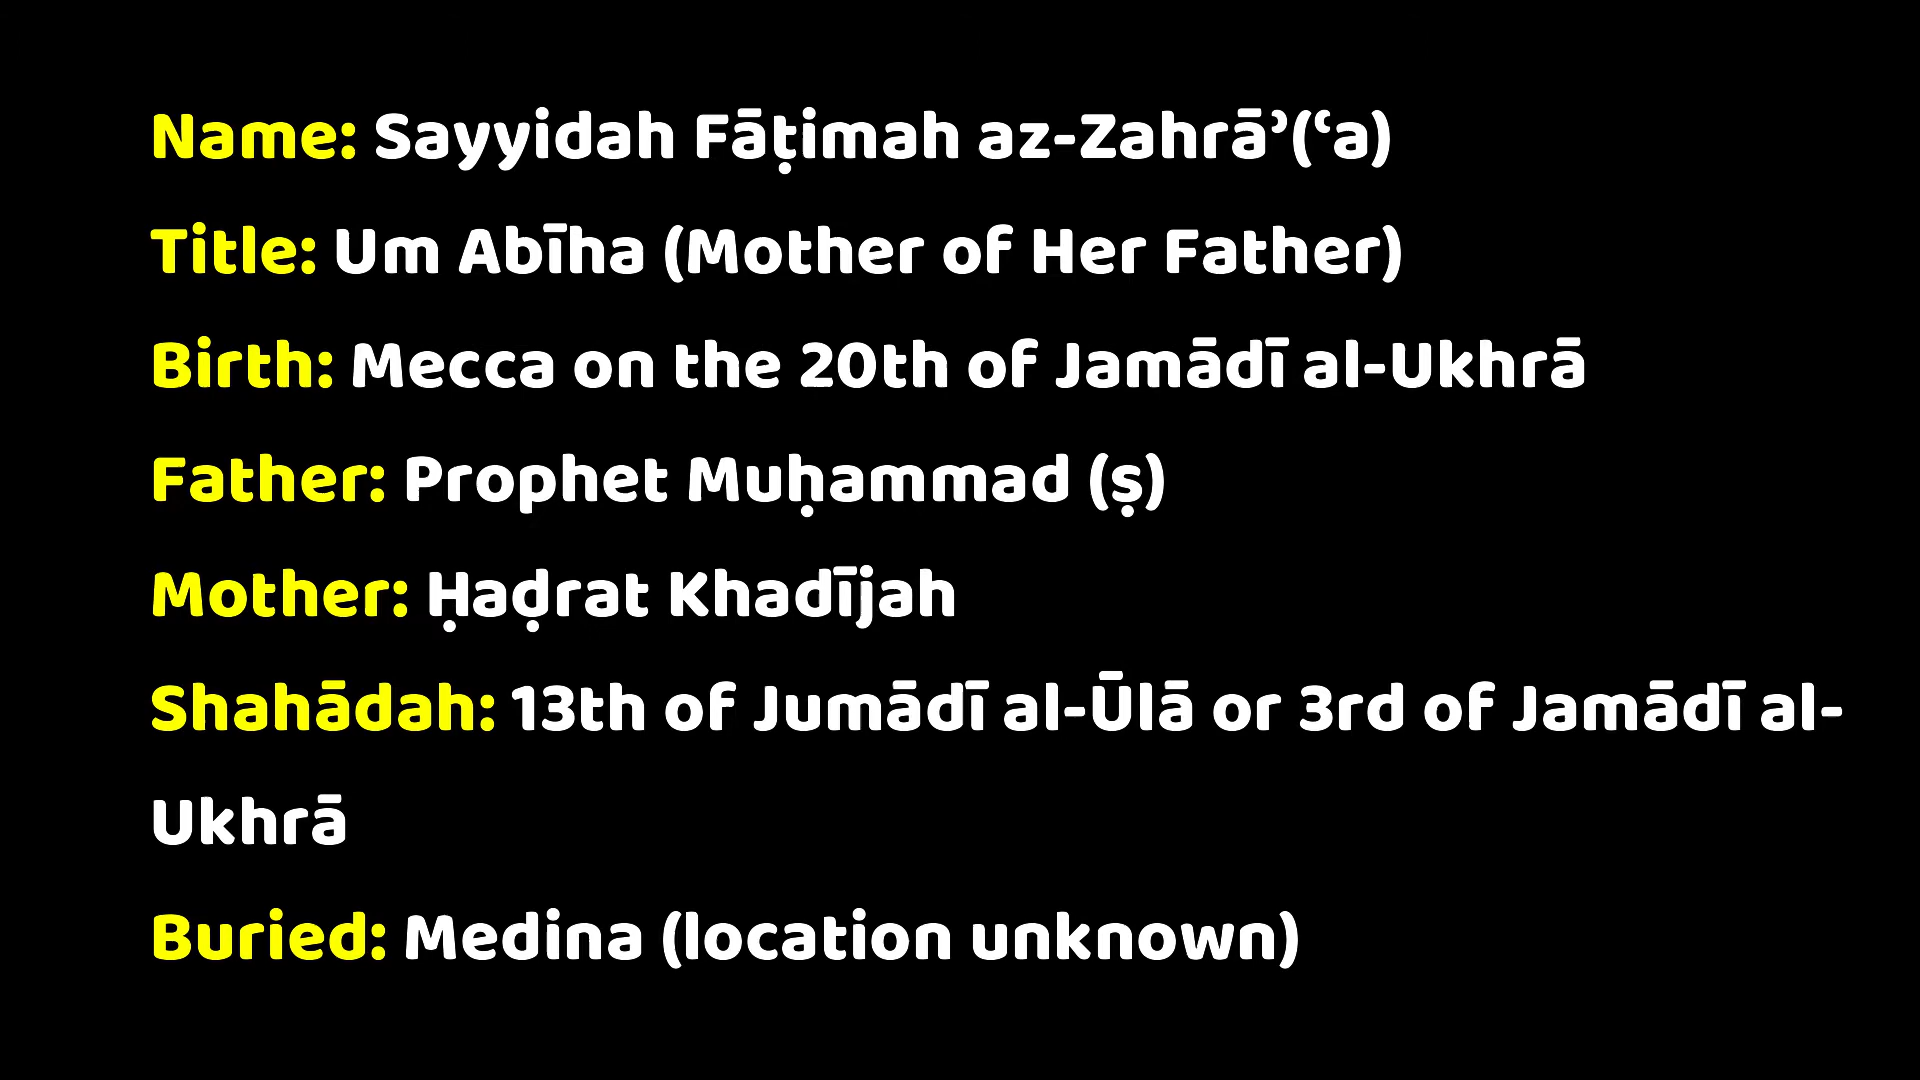 Name: Sayyidah Fāṭimah az-Zahrāʾ(ʿa)
Title: Um Abīha (Mother of Her Father)
Birth: Mecca on the 20th of Jamādī al-Ukhrā
Father: Prophet Muḥammad (ṣ)
Mother: Ḥaḍrat Khadījah
Shahādah: 13th of Jumādī al-Ūlā or 3rd of Jamādī al-
Ukhrā
Buried: Medina (location unknown)